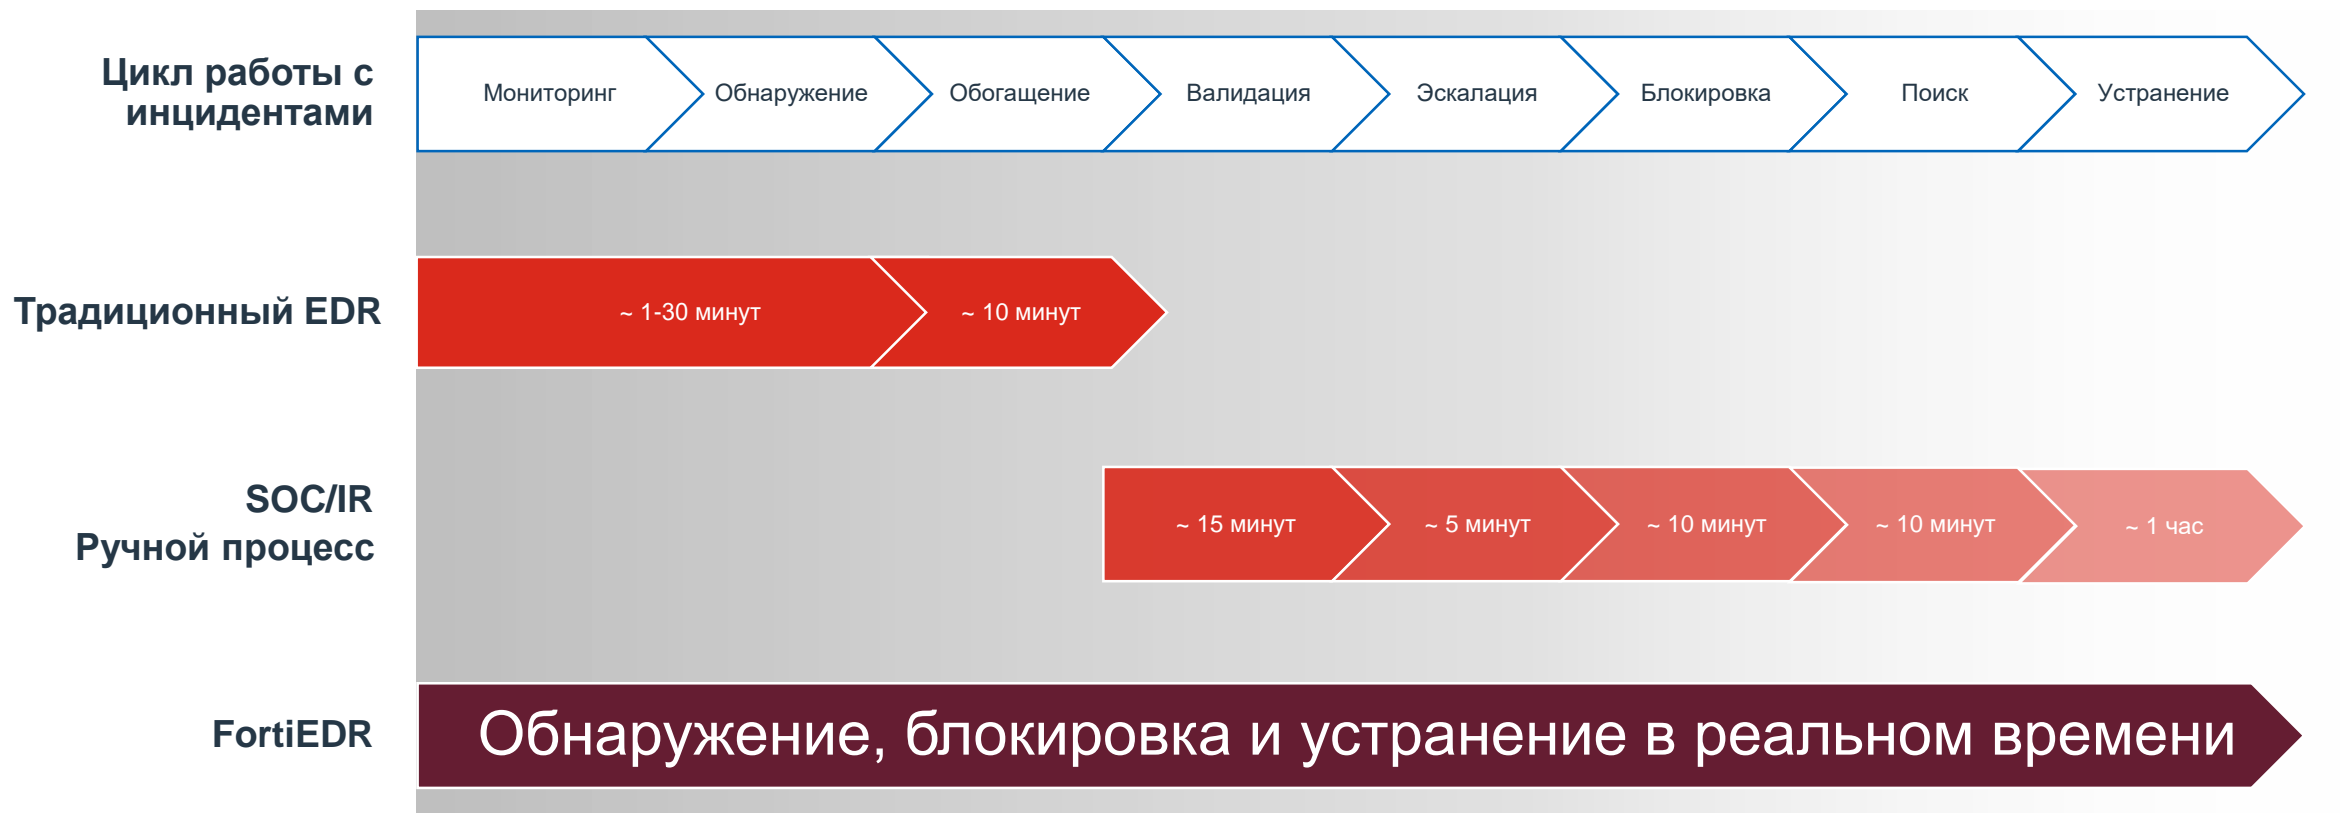 Цикл работы с
инцидентами
Мониторинг
Обнаружение
Обогащение
Валидация
Эскалация
Блокировка
Поиск
Устранение
Традиционный EDR
~ 1-30 минут
~ 10 минут
SOC/IR
Ручной процесс
~ 15 минут
~ 5 минут
~ 10 минут
~ 10 минут
~ 1 час
FortiEDR
Обнаружение, блокировка и устранение в реальном времени